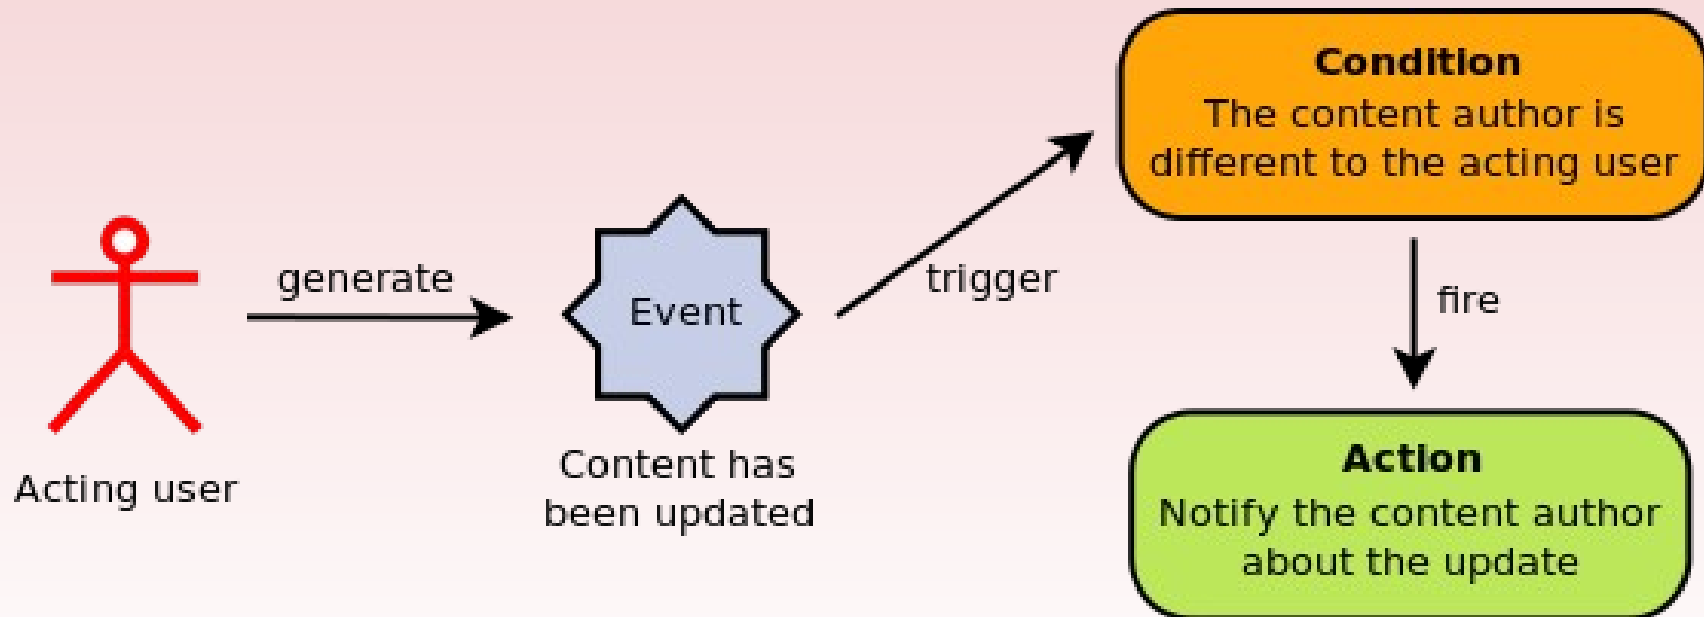 Acting user
generate
Event
Content has
been updated
trigger
Condition
The content author is
different to the acting user
fire
Action
Notify the content author
about the update